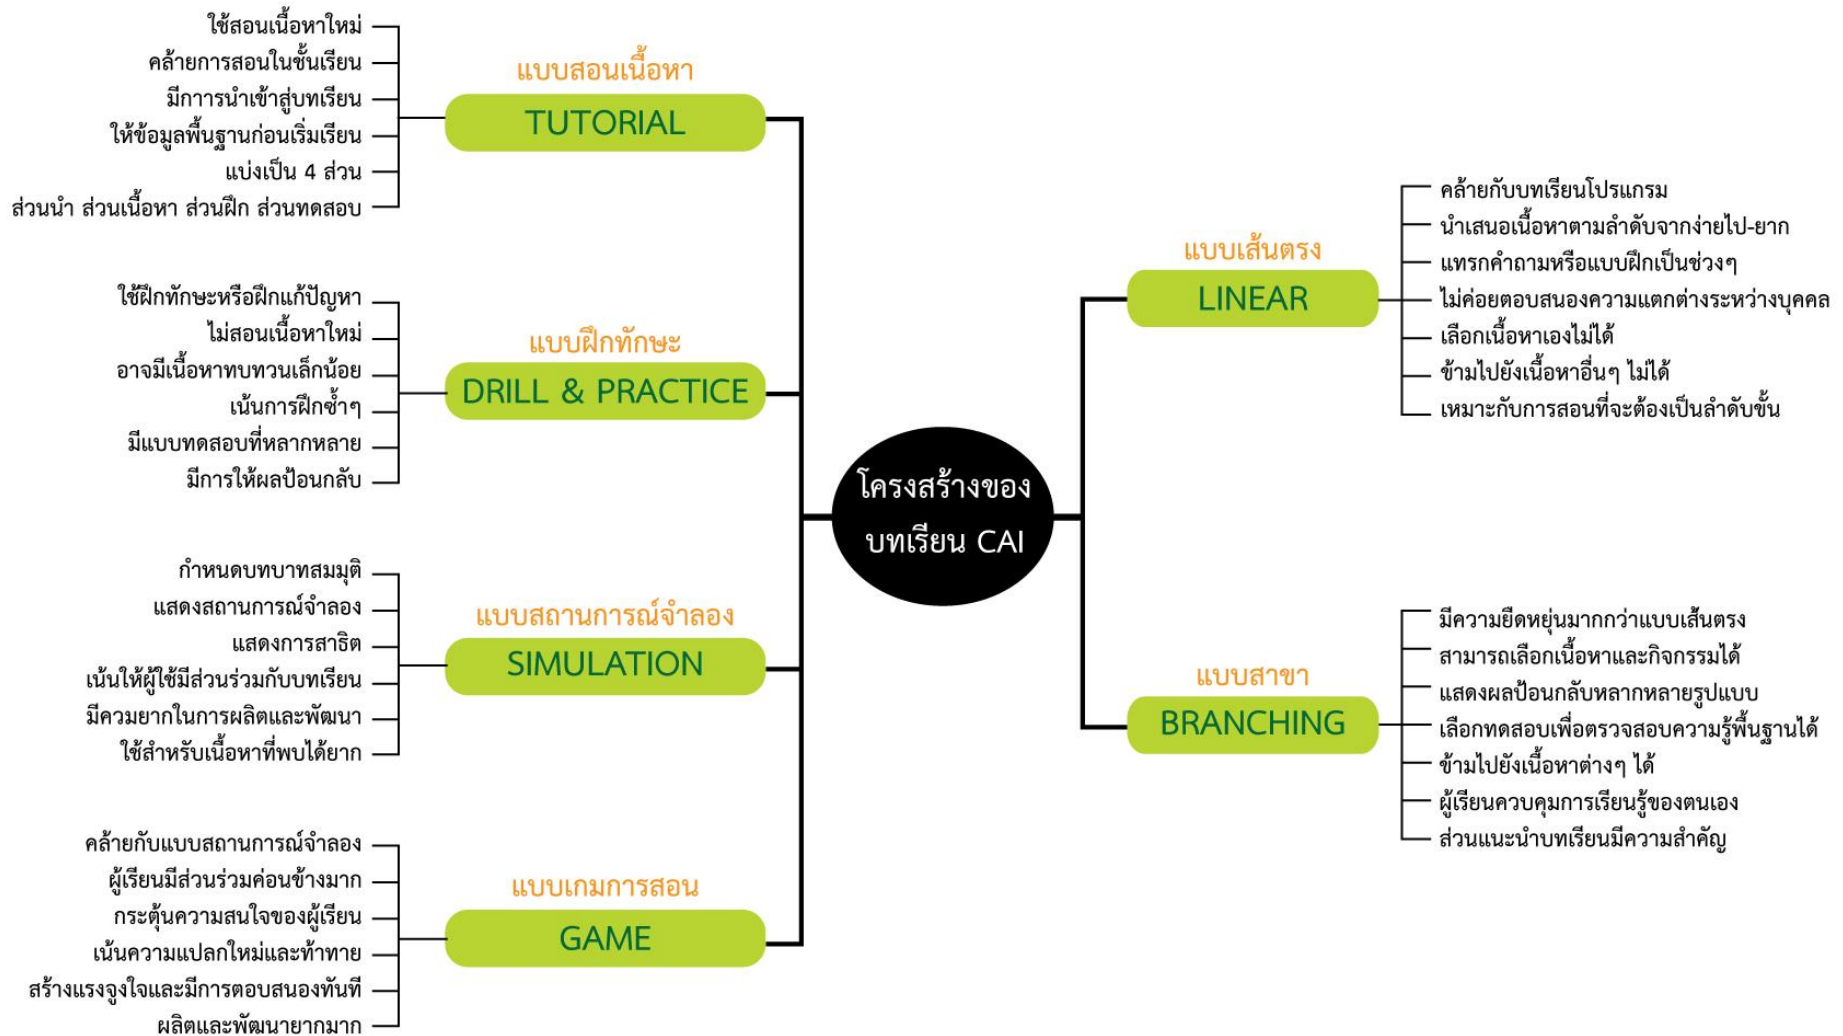 ใช้สอนเนื้อหาใหม่
คล้ายการสอนในชั้นเรียน
มีกาารนำเข้าสู่บทเรียน
ให้ข้อมูลพื้นฐานก่อนเริ่มเรียน
แบ่งเป็น 4 ส่วน
ส่วนนำ ส่วนเนื้อหา ส่วนฝึก ส่วนทดสอบ
แบบสอนเนื้อหา
TUTORIAL
ใช้ฝึกทักษะหรือฝึกแก้ปัญหา
ไม่สอนเนื้อหาใหม่
อาจมีเนื้อหาทบทวนเล็กน้อย
เน้นการฝึกซ้ำๆ
มีแบบทดสอบที่หลากหลาย
มีการให้ผลป้อนกลับ
แบบฝึกทักษะ
DRILL & PRACTICE
กำหนดบทบาทสมมุติ
แสดงสถานการณ์จำลอง
แสดงการสาธิต
เน้นให้ผู้ใช้มีส่วนร่วมกับบทเรียน
มีควมยากในการผลิตและพัฒนา
ใช้สำหรับเนื้อหาที่พบได้ยาก
แบบสถานการณ์จำลอง
SIMULATION
คล้ายกับแบบสถานการณ์จำลอง
ผู้เรียนมีส่วนร่วมค่อนข้างมาก
กระตุ้นความสนใจของผู้เรียน
เน้นความแปลกใหม่และท้าทาย
สร้างแรงจูงใจและมีการตอบสนองทันที
ผลิตและพัฒนายากมาก
แบบเกมการสอน
GAME
โครงสร้างของ
บทเรียน CAI
แบบเส้นตรง
LINEAR
คล้ายกับบทเรียนโปรแกรม
นำเสนอเนื้อหาตามลำดับจากง่ายไป-ยาก
แทรกคำถามหรือแบบฝึกเป็นช่วงๆ
ไม่ค่อยตอบสนองความแตกต่างระหว่างบุคคล
เลือกเนื้อหาเองไม่ได้
ข้ามไปยังเนื้อหาอื่นๆ ไม่ได้
เหมาะกับการสอนที่จะต้องเป็นลำดับขั้น
แบบสาขา
BRANCHING
มีความยืดหยุ่นมากกว่าแบบเส้นตรง
สามารถเลือกเนื้อหาและกิจกรรมได้
แสดงผลป้อนกลับหลากหลายรูปแบบ
เลือกทดสอบเพื่อตรวจสอบความรู้พื้นฐานได้
ข้ามไปยังเนื้อหาต่างๆ ได้
ผู้เรียนควบคุมการเรียนรู้ของตนเอง
ส่วนแนะนำบทเรียนมีความสำคัญ